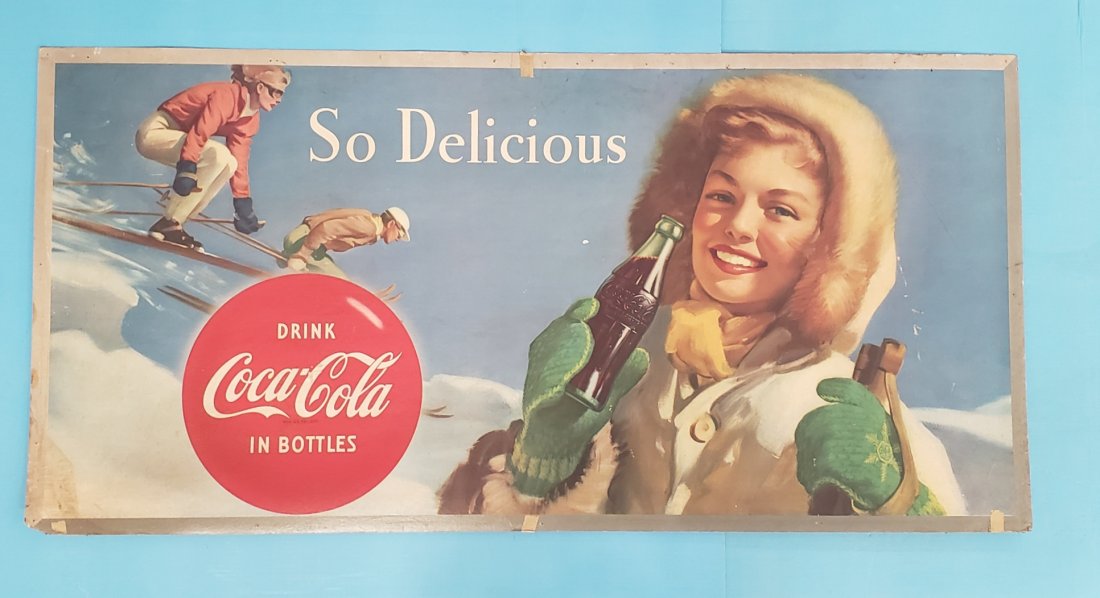 So Delicious
DRINK
Coca-Cola
IN BOTTLES